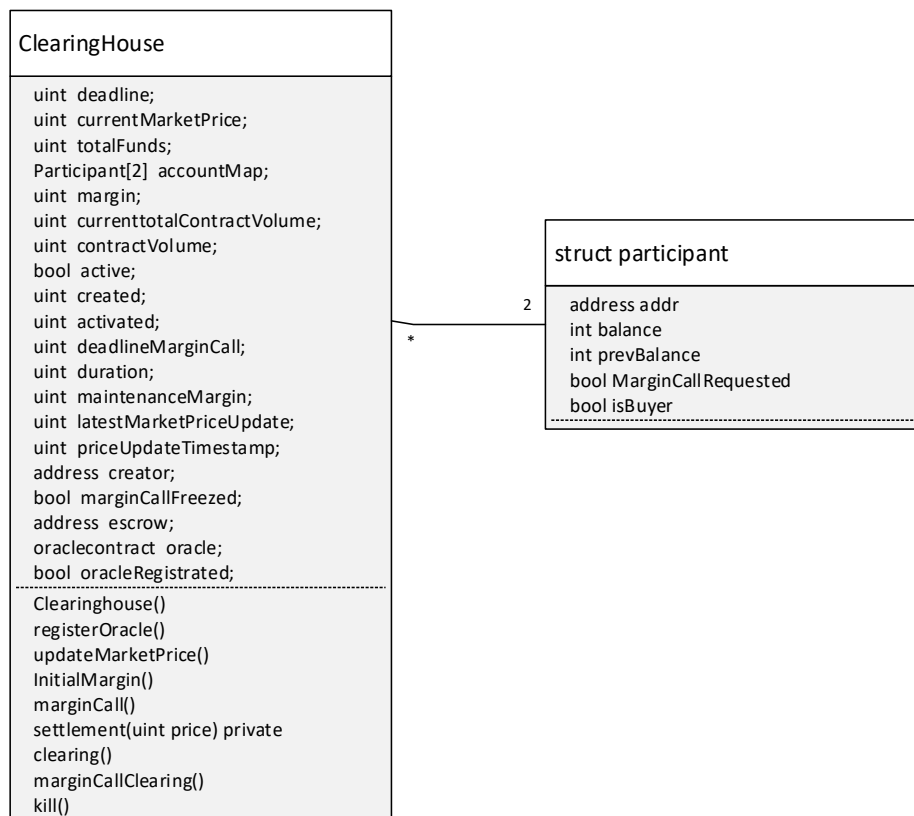 ClearingHouse
uint deadline;
uint currentMarketPrice;
uint totalFunds;
Participant[2] accountMap;
uint margin;
uint currenttotalContractVolume;
uint contractVolume;
bool active;
uint created;
uint activated;
uint deadlineMarginCall;
uint duration;
uint maintenanceMargin;
uint latestMarketPriceUpdate;
uint priceUpdateTimestamp;
address creator;
bool marginCallFreezed;
address escrow;
oraclecontract oracle;
bool oracleRegistrated;
Clearinghouse()
registerOracle()
updateMarketPrice()
InitialMargin()
marginCall()
settlement(uint price) private
clearing()
marginCallClearing()
kill()
*
2
struct participant
address addr
int balance
int prevBalance
bool MarginCallRequested
bool isBuyer